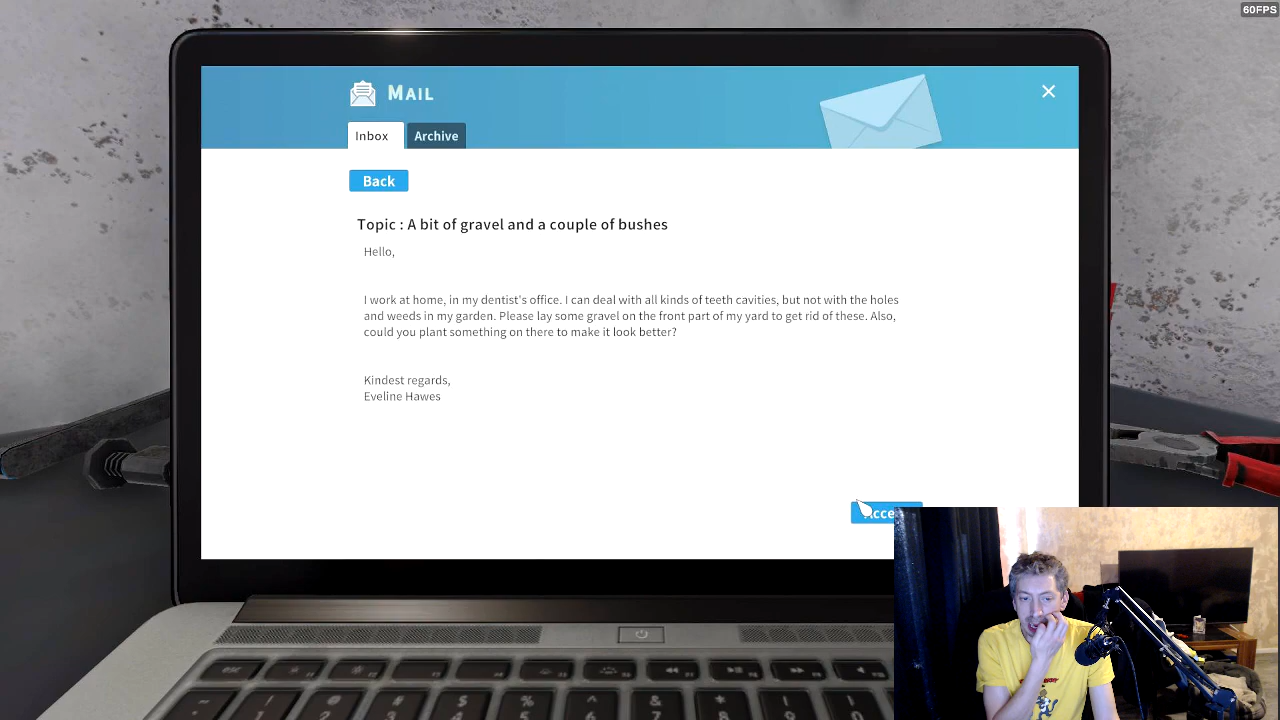 60FPS
MAIL
Inbox
Archive
Back
Topic : A bit of gravel and a couple of bushes
Hello,
I work at home, in my dentist's office. I can deal with all kinds of teeth cavities, but not with the holes
and weeds in my garden. Please lay some gravel on the front part of my yard to get rid of these. Also,
could you plant something on there to make it look better?
Kindest regards,
Eveline Hawes